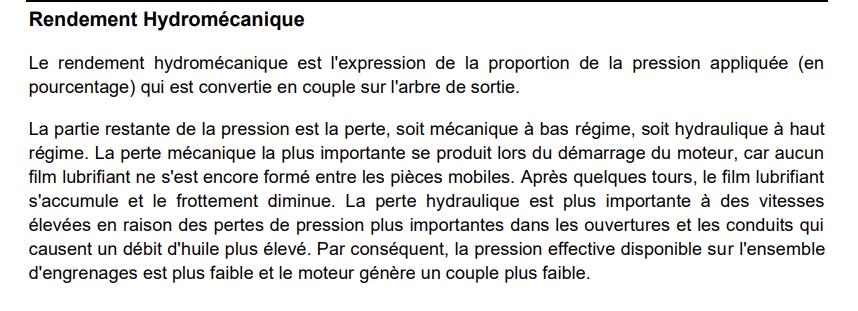 Rendement Hydromécanique
Le rendement hydromécanique est l'expression de la proportion de la pression appliquée (en
pourcentage) qui est convertie en couple sur l'arbre de sortie.
La partie restante de la pression est la perte, soit mécanique à bas régime, soit hydraulique à haut
régime. La perte mécanique la plus importante se produit lors du démarrage du moteur, car aucun
film lubrifiant ne s'est encore formé entre les pièces mobiles. Après quelques tours, le film lubrifiant
s'accumule et le frottement diminue. La perte hydraulique est plus importante à des vitesses
élevées en raison des pertes de pression plus importantes dans les ouvertures et les conduits qui
causent un débit d'huile plus élevé. Par conséquent, la pression effective disponible sur l'ensemble
d'engrenages est plus faible et le moteur génère un couple plus faible.